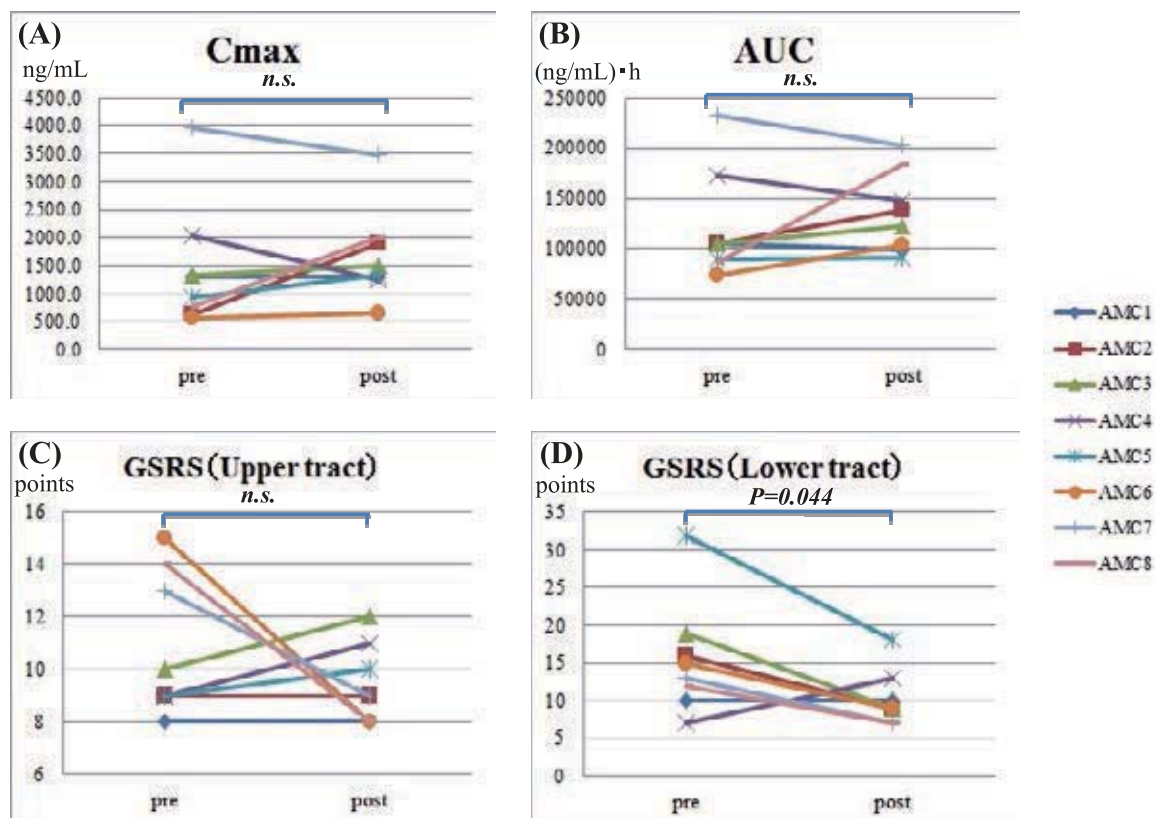 (A)
Cmax
ng/mL
n.s.
4500.0
4000.0
3500.0
3000.0
2500.0
2000.0
1500.0
1000.0
500.0
0.0
pre post
(B)
AUC
(ng/mL)・h
n.s.
250000
200000
150000
100000
50000
0
pre post
(C)
GSRS(Upper tract)
points
n.s.
16
14
12
10
8
6
pre post
(D)
GSRS(Lower tract)
points
P=0.044
35
30
25
20
15
10
5
0
pre post
AMC1
AMC2
AMC3
AMC4
AMC5
AMC6
AMC7
AMC8